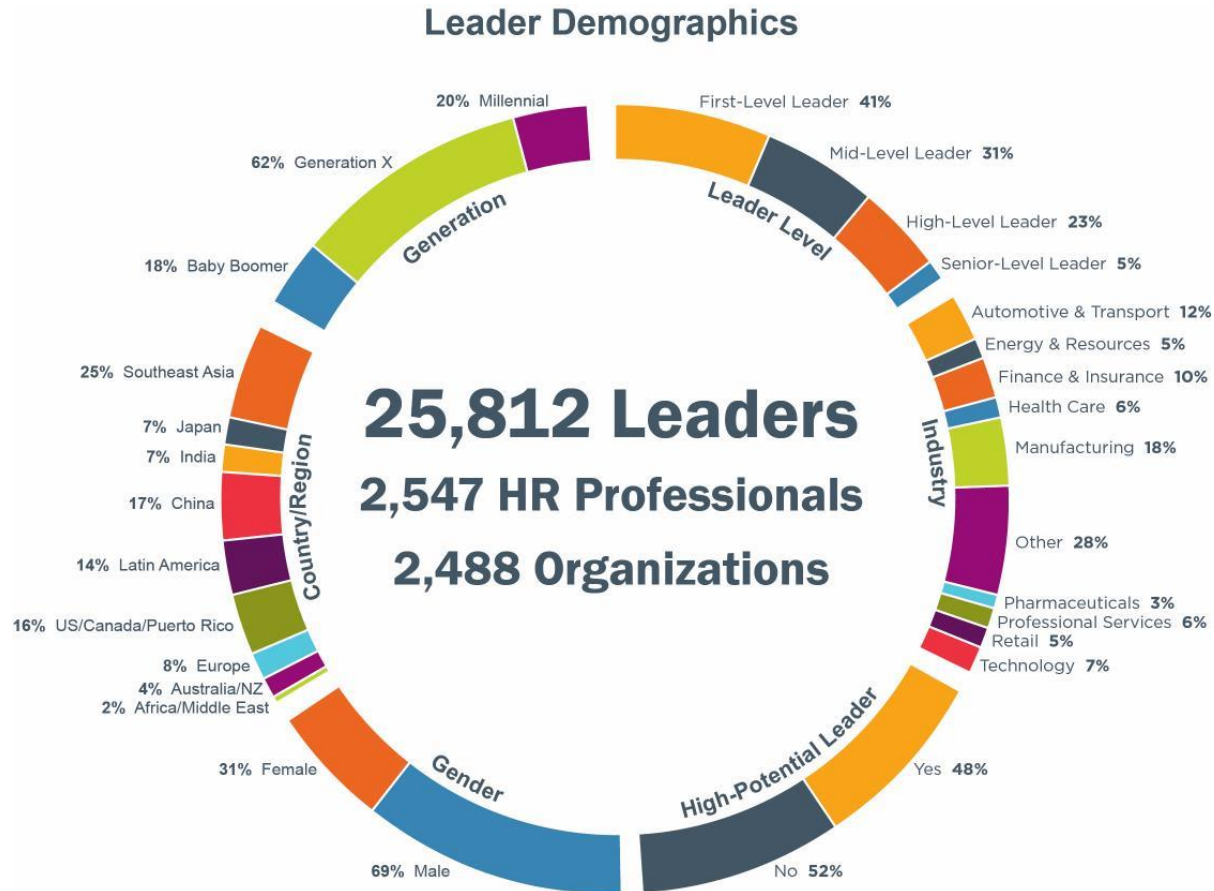 Leader Demographics
First-Level Leader 41%
Mid-Level Leader 31%
High-Level Leader 23%
Senior-Level Leader 5%
Leader Level
Automotive & Transport 12%
Energy & Resources 5%
Finance & Insurance 10%
Health Care 6%
Manufacturing 18%
Other 28%
Pharmaceuticals 3%
Professional Services 6%
Retail 5%
Technology 7%
Industry
Yes 48%
No 52%
High-Potential Leader
69% Male
31% Female
Gender
20% Millennial
62% Generation X
18% Baby Boomer
Generation
25% Southeast Asia
7% Japan
7% India
17% China
14% Latin America
16% US/Canada/Puerto Rico
8% Europe
4% Australia/NZ
2% Africa/Middle East
Country/Region
25,812 Leaders
2,547 HR Professionals
2,488 Organizations